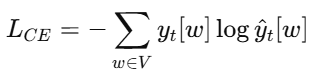 L_{CE} = -\sum_{w \in V} y_t[w] \log \hat{y}_t[w]